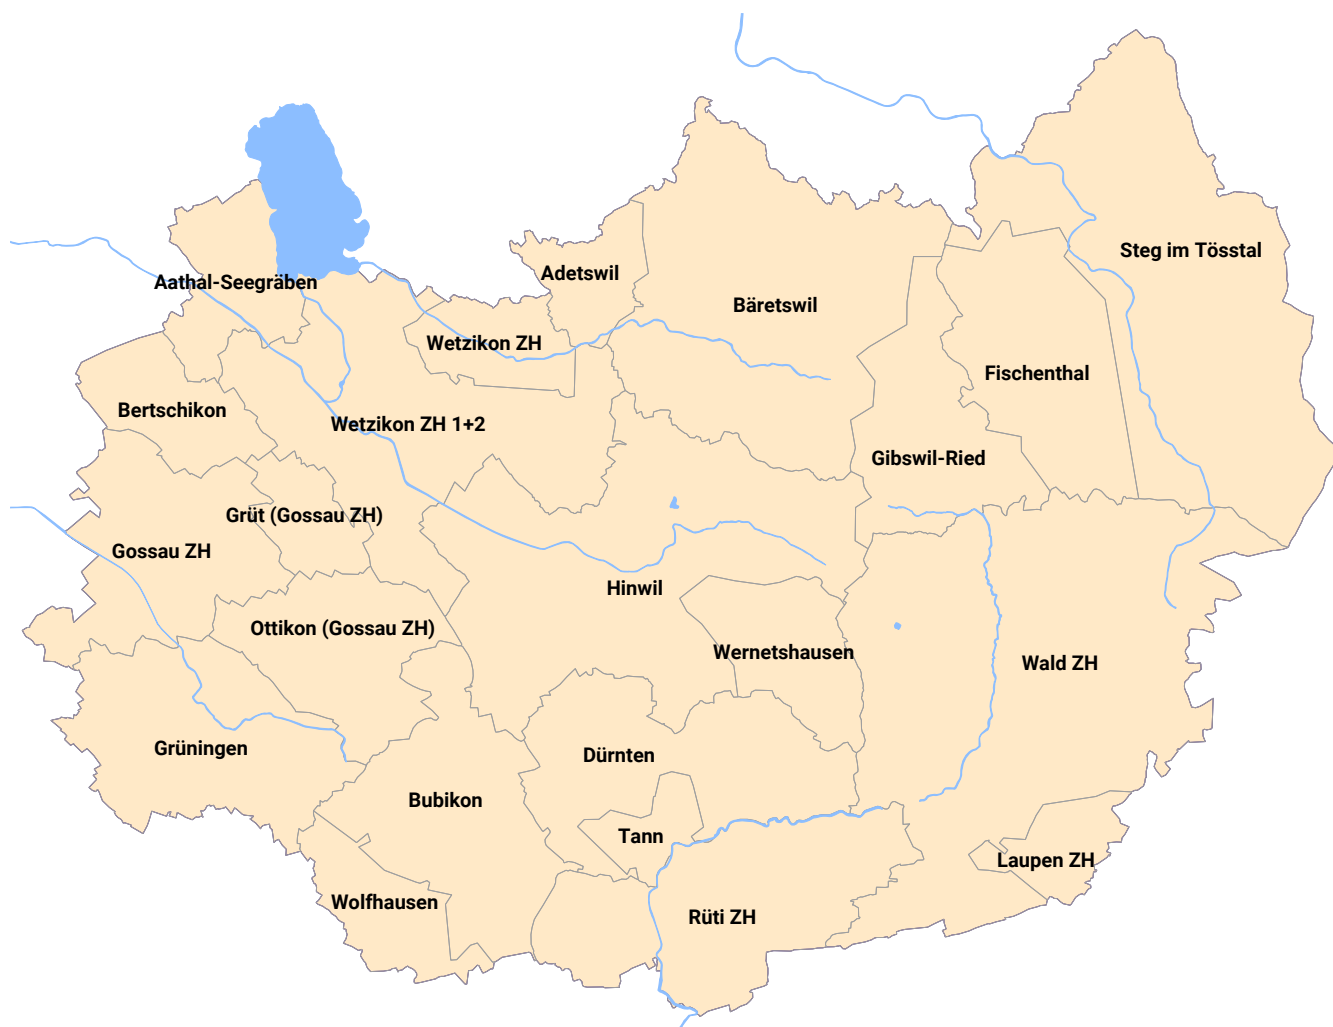 Steg im Tösstal
Adetswil
Aathal-Seegräben
Bäretswil
Wetzikon ZH
Fischenthal
Bertschikon
Wetzikon ZH 1+2
Gibswil-Ried
Grüt (Gossau ZH)
Gossau ZH
Hinwil
Ottikon (Gossau ZH)
Wernetshausen
Wald ZH
Grüningen
Dürnten
Bubikon
Tann
Laupen ZH
Wolfhausen
Rüti ZH